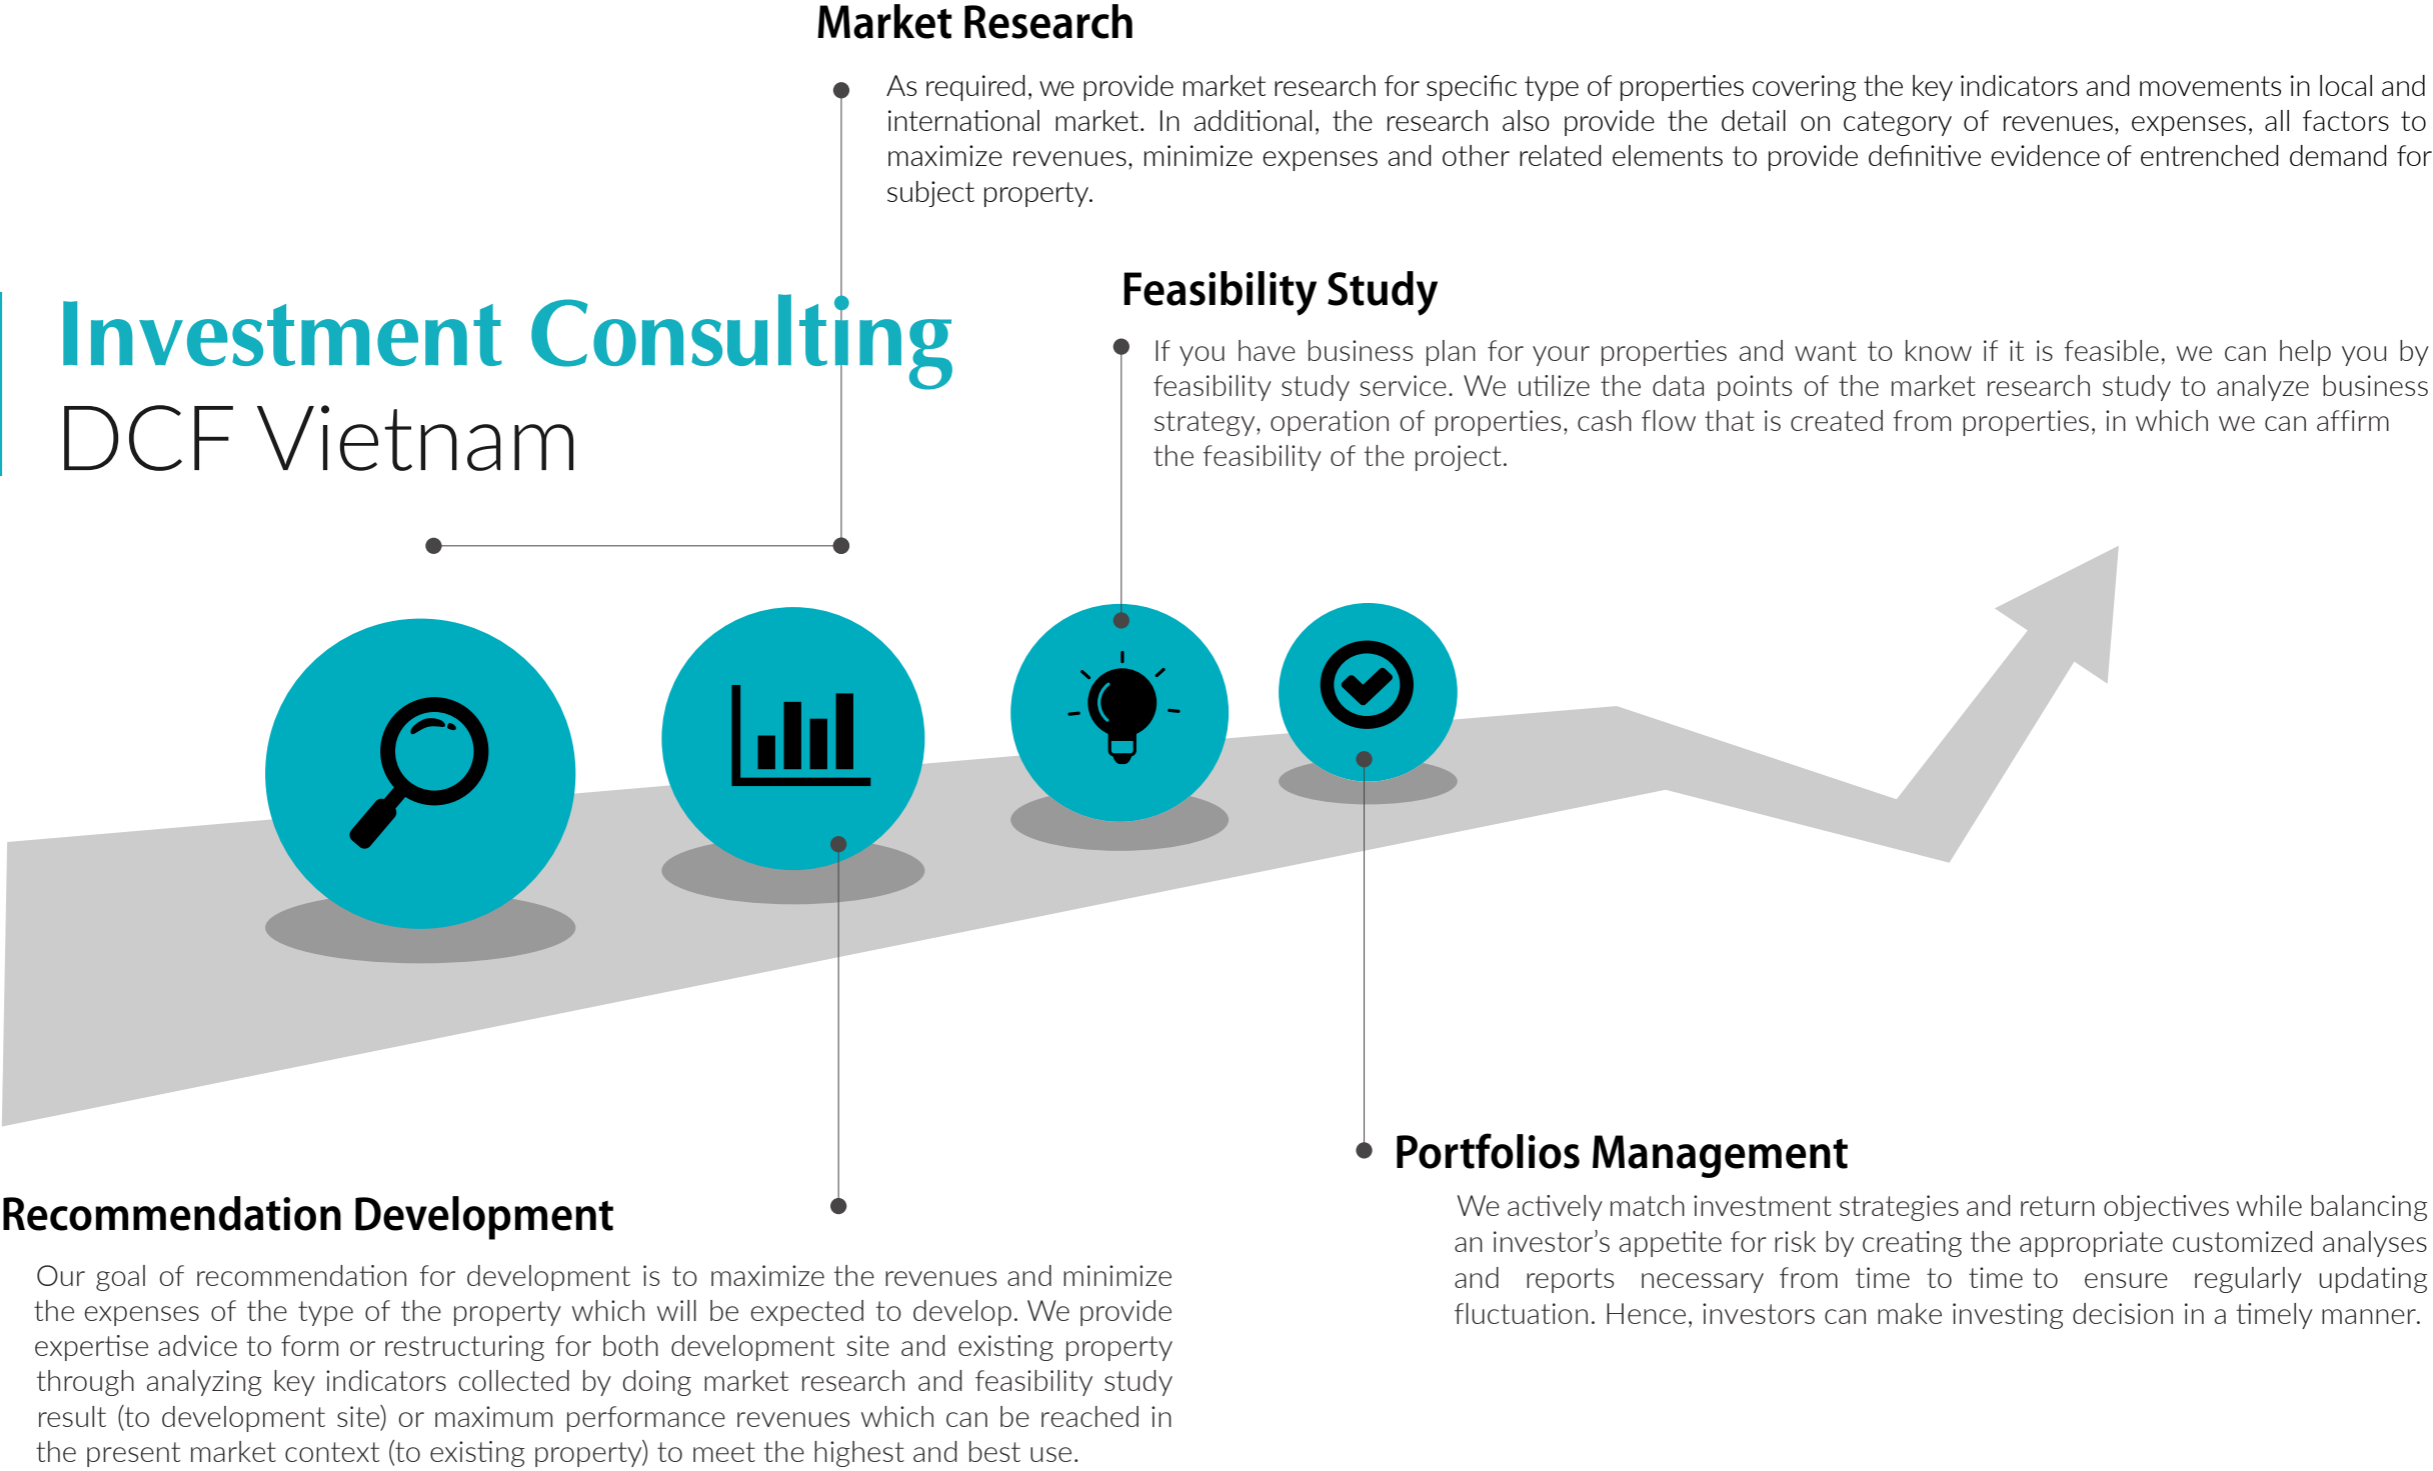 Market Research
As required, we provide market research for specific type of properties covering the key indicators and movements in local and
international market. In additional, the research also provide the detail on category of revenues, expenses, all factors to
maximize revenues, minimize expenses and other related elements to provide definitive evidence of entrenched demand for
subject property.
Investment Consulting
DCF Vietnam
Feasibility Study
If you have business plan for your properties and want to know if it is feasible, we can help you by
feasibility study service. We utilize the data points of the market research study to analyze business
strategy, operation of properties, cash flow that is created from properties, in which we can affirm
the feasibility of the project.
Recommendation Development
Our goal of recommendation for development is to maximize the revenues and minimize
the expenses of the type of the property which will be expected to develop. We provide
expertise advice to form or restructuring for both development site and existing property
through analyzing key indicators collected by doing market research and feasibility study
result (to development site) or maximum performance revenues which can be reached in
the present market context (to existing property) to meet the highest and best use.
Portfolios Management
We actively match investment strategies and return objectives while balancing
an investor’s appetite for risk by creating the appropriate customized analyses
and reports necessary from time to time to ensure regularly updating
fluctuation. Hence, investors can make investing decision in a timely manner.